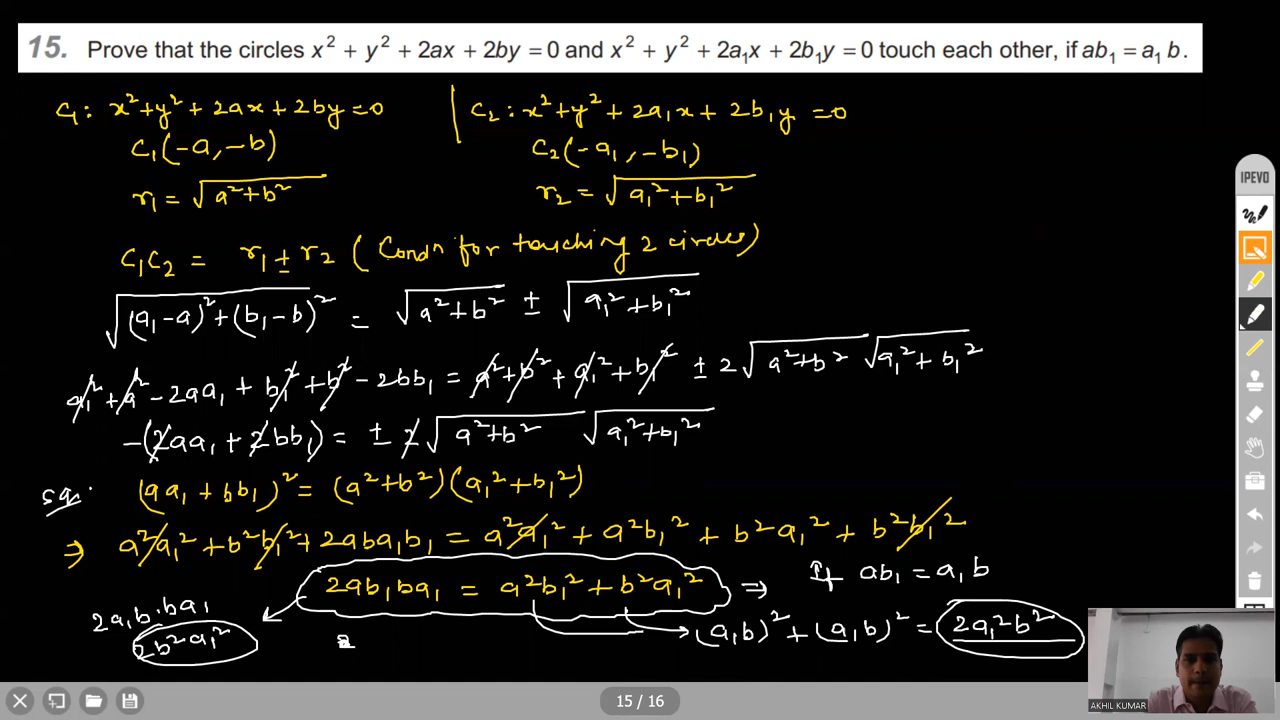 15. Prove that the circles x² + y² + 2ax + 2by = 0 and x² + y² + 2a₁x + 2b₁y = 0 touch each other, if ab₁ = a₁ b.
C₁: x²+y²+2ax+2by=0
C₁(-a,-b)
r₁ = √(a²+b²)
C₂: x²+y²+2a₁x+2b₁y =0
C₂(-a₁,-b₁)
r₂ = √(a₁²+b₁²)
C₁C₂ = r₁ ± r₂ (Condn for touching 2 circles)
√((a₁-a)²+(b₁-b)²) = √(a²+b²) ± √(a₁²+b₁²)
a₁²+a²-2aa₁+b₁²+b²-2bb₁ = a²+b²+a₁²+b₁² ± 2√(a²+b²) √(a₁²+b₁²)
-(2aa₁+2bb₁) = ± 2√(a²+b²) √(a₁²+b₁²)
sq. (aa₁+bb₁)² = (a²+b²)(a₁²+b₁²)
⇒ a²a₁²+b²b₁²+2aba₁b₁ = a²a₁²+a²b₁²+b²a₁²+b²b₁²
2ab₁ba₁ = a²b₁²+b²a₁² ⇒ If ab₁ = a₁b
2a₁b.ba₁
2b²a₁²
(a₁b)²+(a₁b)² = 2a₁²b²
IPEVO
15 / 16
AKHIL KUMAR